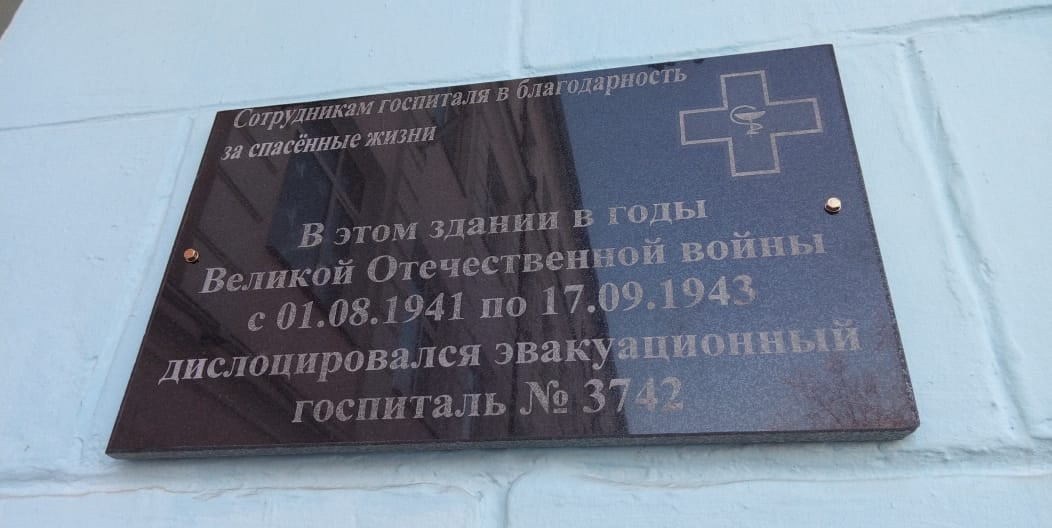 Сотрудникам госпиталя в благодарность
за спасённые жизни
В этом здании в годы
Великой Отечественной войны
с 01.08.1941 по 17.09.1943
дислоцировался эвакуационный
госпиталь № 3742